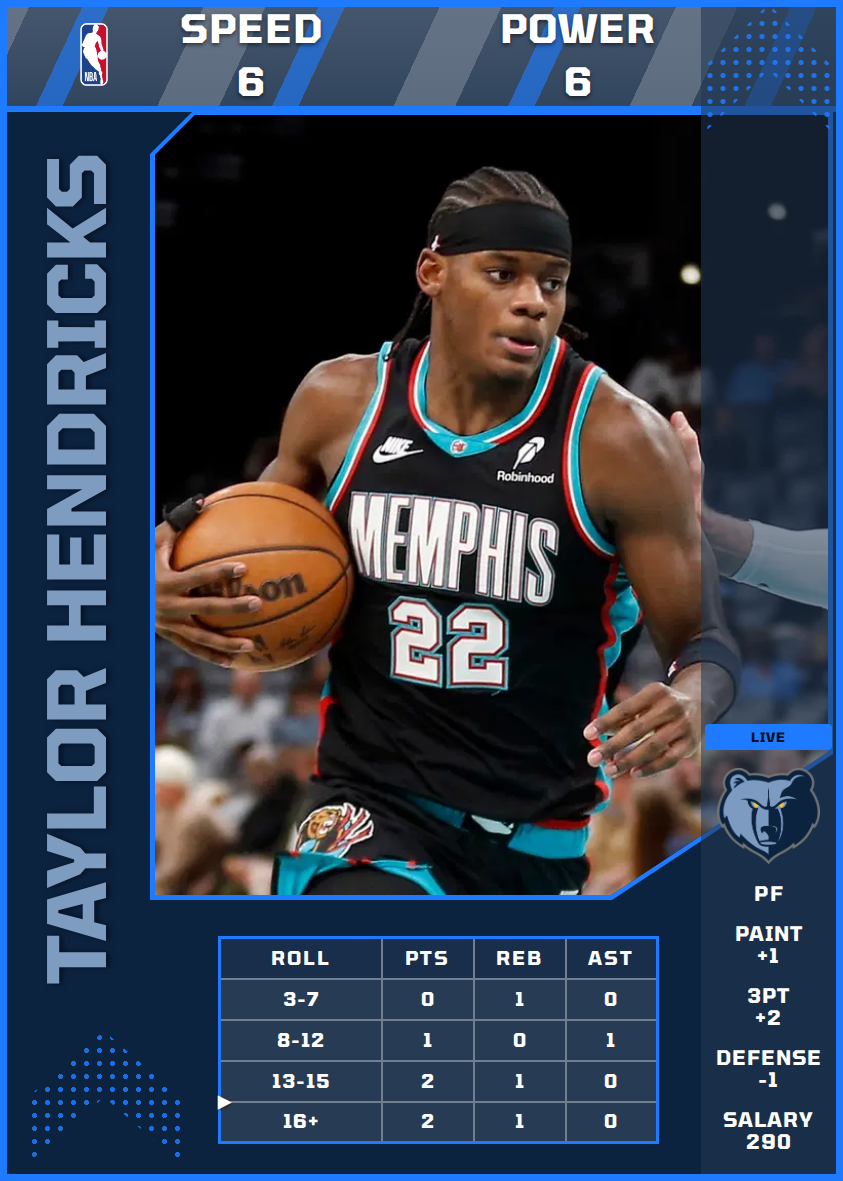 SPEED
6
POWER
6
NBA
TAYLOR HENDRICKS
NIKE
Robinhood
Wilson
MEMPHIS
22
LIVE
PF
PAINT
+1
3PT
+2
DEFENSE
-1
SALARY
290
ROLL PTS REB AST
3-7 0 1 0
8-12 1 0 1
13-15 2 1 0
16+ 2 1 0